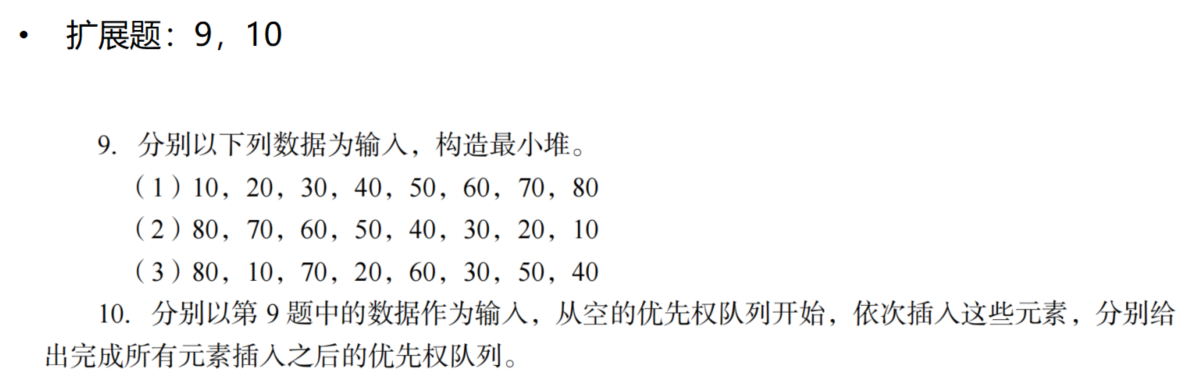 • 扩展题：9，10
9. 分别以下列数据为输入，构造最小堆。
（1）10，20，30，40，50，60，70，80
（2）80，70，60，50，40，30，20，10
（3）80，10，70，20，60，30，50，40
10. 分别以第 9 题中的数据作为输入，从空的优先权队列开始，依次插入这些元素，分别给
出完成所有元素插入之后的优先权队列。